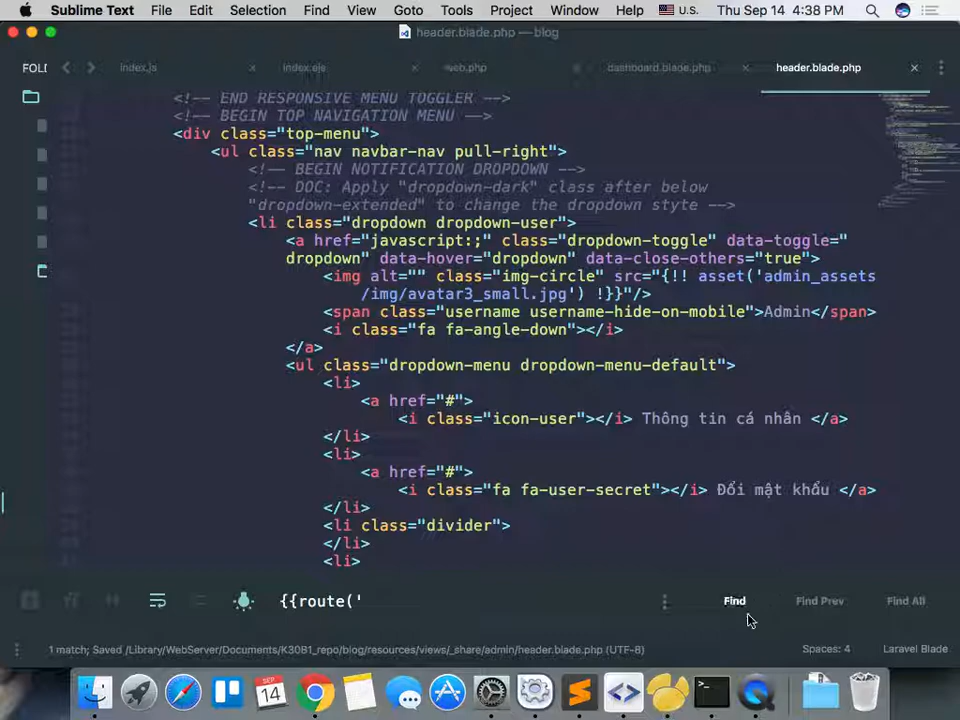 Sublime Text File Edit Selection Find View Goto Tools Project Window Help U.S. Thu Sep 14 4:38 PM
header.blade.php — blog
FOLD index.js index.ejs web.php dashboard.blade.php header.blade.php
<!-- END RESPONSIVE MENU TOGGLER -->
<!-- BEGIN TOP NAVIGATION MENU -->
<div class="top-menu">
<ul class="nav navbar-nav pull-right">
<!-- BEGIN NOTIFICATION DROPDOWN -->
<!-- DOC: Apply "dropdown-dark" class after below
"dropdown-extended" to change the dropdown style -->
<li class="dropdown dropdown-user">
<a href="javascript:;" class="dropdown-toggle" data-toggle="
dropdown" data-hover="dropdown" data-close-others="true">
<img alt="" class="img-circle" src="{!! asset('admin_assets
/img/avatar3_small.jpg') !}}"/>
<span class="username username-hide-on-mobile">Admin</span>
<i class="fa fa-angle-down"></i>
</a>
<ul class="dropdown-menu dropdown-menu-default">
<li>
<a href="#">
<i class="icon-user"></i> Thông tin cá nhân </a>
</li>
<li>
<a href="#">
<i class="fa fa-user-secret"></i> Đổi mật khẩu </a>
</li>
<li class="divider">
</li>
<li>
{{route(' Find Find Prev Find All
1 match; Saved /Library/WebServer/Documents/K30B1_repo/blog/resources/views/_share/admin/header.blade.php (UTF-8) Spaces: 4 Laravel Blade
SEP
14